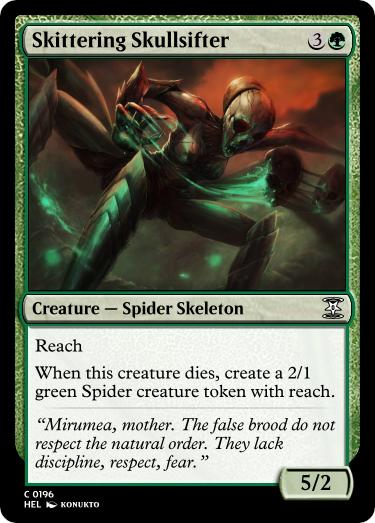 Skittering Skullsifter 3
Creature — Spider Skeleton
Reach
When this creature dies, create a 2/1
green Spider creature token with reach.
“Mirumea, mother. The false brood do not
respect the natural order. They lack
discipline, respect, fear.”
5/2
C 0196
HEL KONUKTO